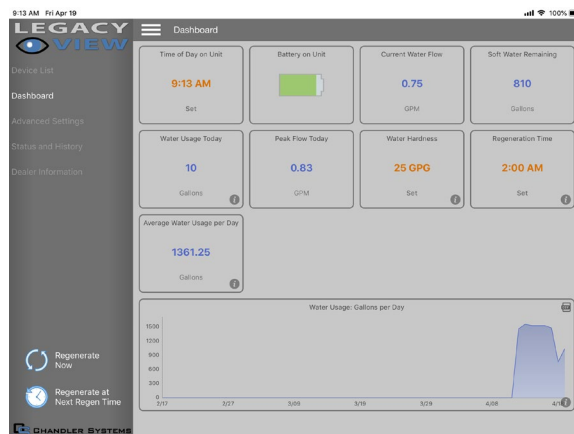 9:13 AM Fri Apr 19
100%
LEGACY
VIEW
Dashboard
Device List
Dashboard
Advanced Settings
Status and History
Dealer Information
Time of Day on Unit
9:13 AM
Set
Battery on Unit
Current Water Flow
0.75
GPM
Soft Water Remaining
810
Gallons
Water Usage Today
10
Gallons
Peak Flow Today
0.83
GPM
Water Hardness
25 GPG
Set
Regeneration Time
2:00 AM
Set
Average Water Usage per Day
1361.25
Gallons
Water Usage: Gallons per Day
1500
1200
900
600
300
0
2/17 2/27 3/09 3/19 3/29 4/08
Regenerate
Now
Regenerate at
Next Regen Time
CHANDLER SYSTEMS